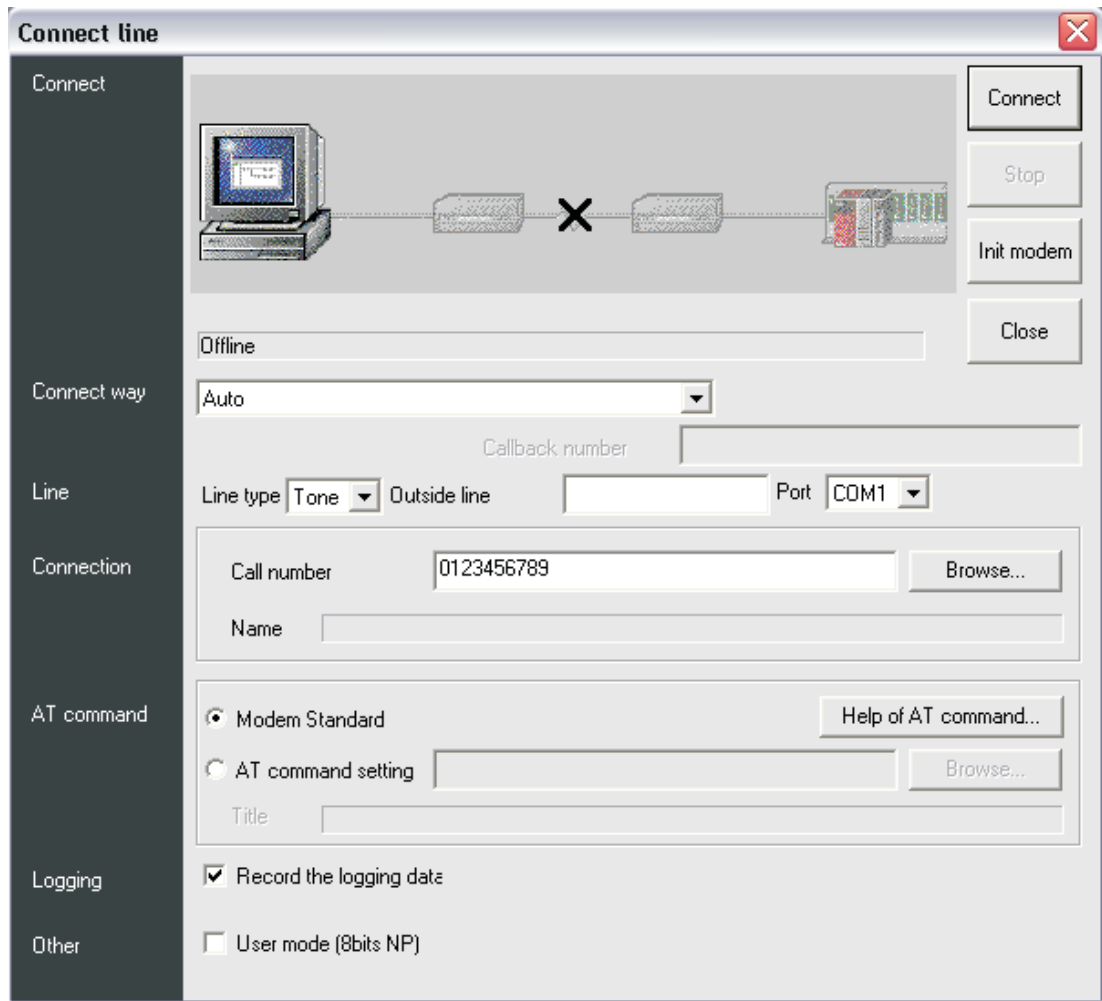 Connect line
Connect
Connect
Stop
Init modem
Close
Offline
Connect way
Auto
Callback number
Line
Line type Tone Outside line Port COM1
Connection
Call number 0123456789 Browse...
Name
AT command
Modem Standard Help of AT command...
AT command setting Browse...
Title
Logging
Record the logging data
Other
User mode (8bits NP)